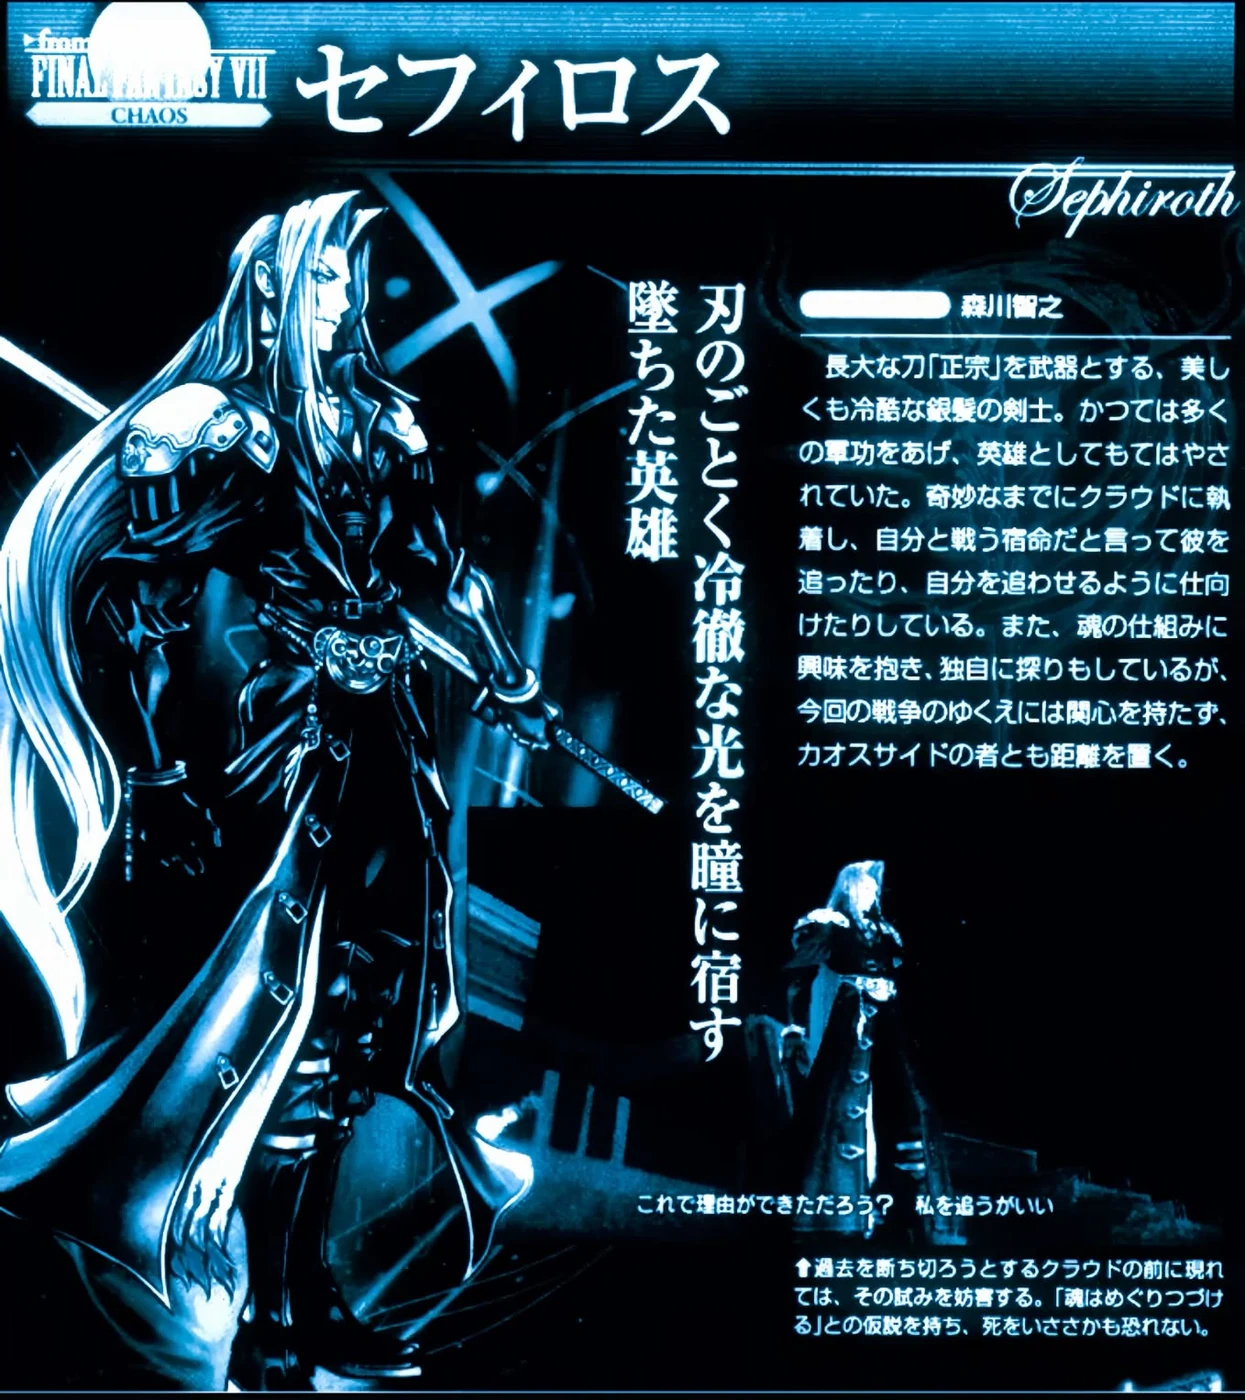 from
FINAL FANTASY VII
CHAOS
セフィロス
Sephiroth
刃のごとく冷徹な光を瞳に宿す
墜ちた英雄
森川智之
長大な刀「正宗」を武器とする、美し
くも冷酷な銀髪の剣士。かつては多く
の軍功をあげ、英雄としてもてはやさ
れていた。奇妙なまでにクラウドに執
着し、自分と戦う宿命だと言って彼を
追ったり、自分を追わせるように仕向
けたりしている。また、魂の仕組みに
興味を抱き、独自に探りもしているが、
今回の戦争のゆくえには関心を持たず、
カオスサイドの者とも距離を置く。
これで理由ができただろう？　私を追うがいい
⬆過去を断ち切ろうとするクラウドの前に現れ
ては、その試みを妨害する。「魂はめぐりつづけ
る」との仮説を持ち、死をいささかも恐れない。